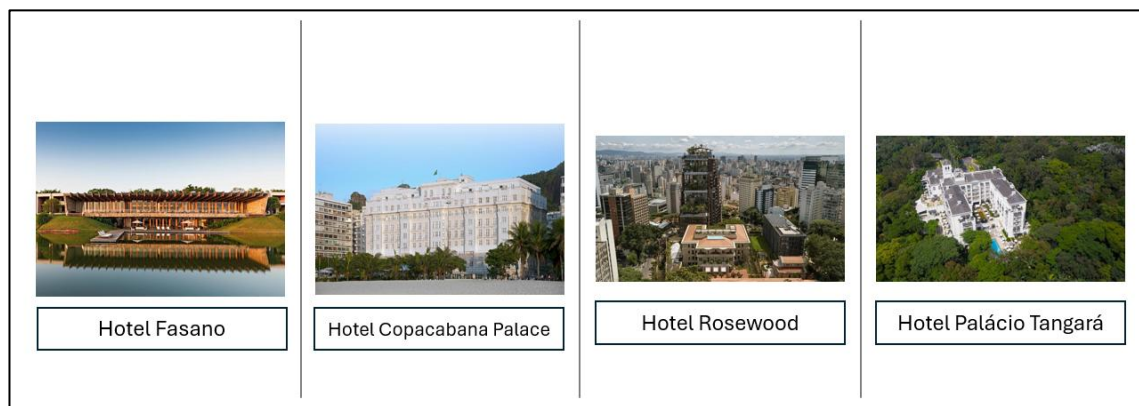 Hotel Fasano
Hotel Copacabana Palace
Hotel Rosewood
Hotel Palácio Tangará